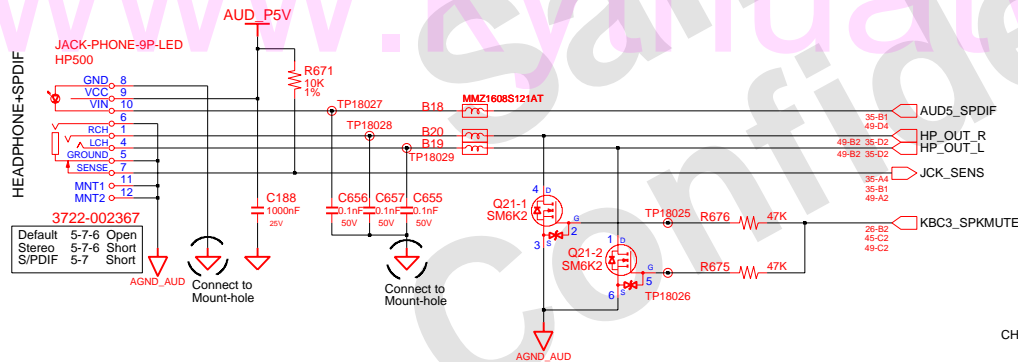 www.kythuat
Sa
Confide
AUD_P5V
JACK-PHONE-9P-LED
HP500
HEADPHONE+SPDIF
GND 8
VCC 9
VIN 10
6
RCH 1
LCH 4
GROUND 5
SENSE 7
MNT1 11
MNT2 12
3722-002367
Default 5-7-6 Open
Stereo 5-7-6 Short
S/PDIF 5-7 Short
AGND_AUD
Connect to
Mount-hole
R671
10K
1%
C188
1000nF
25V
TP18027
TP18028
TP18029
C656
0.1nF
50V
C657
0.1nF
50V
C655
0.1nF
50V
Connect to
Mount-hole
MMZ1608S121AT
B18
B20
B19
AUD5_SPDIF
35-B1
49-D4
HP_OUT_R
49-B2 35-D2
HP_OUT_L
49-B2 35-D2
JCK_SENS
35-A4
35-B1
49-A2
Q21-1
SM6K2
4 D
G
2
3 S
TP18025
R676 47K
KBC3_SPKMUTE
26-B2
45-C2
49-C2
Q21-2
SM6K2
1 D
G
5
6 S
TP18026
R675 47K
AGND_AUD
CH